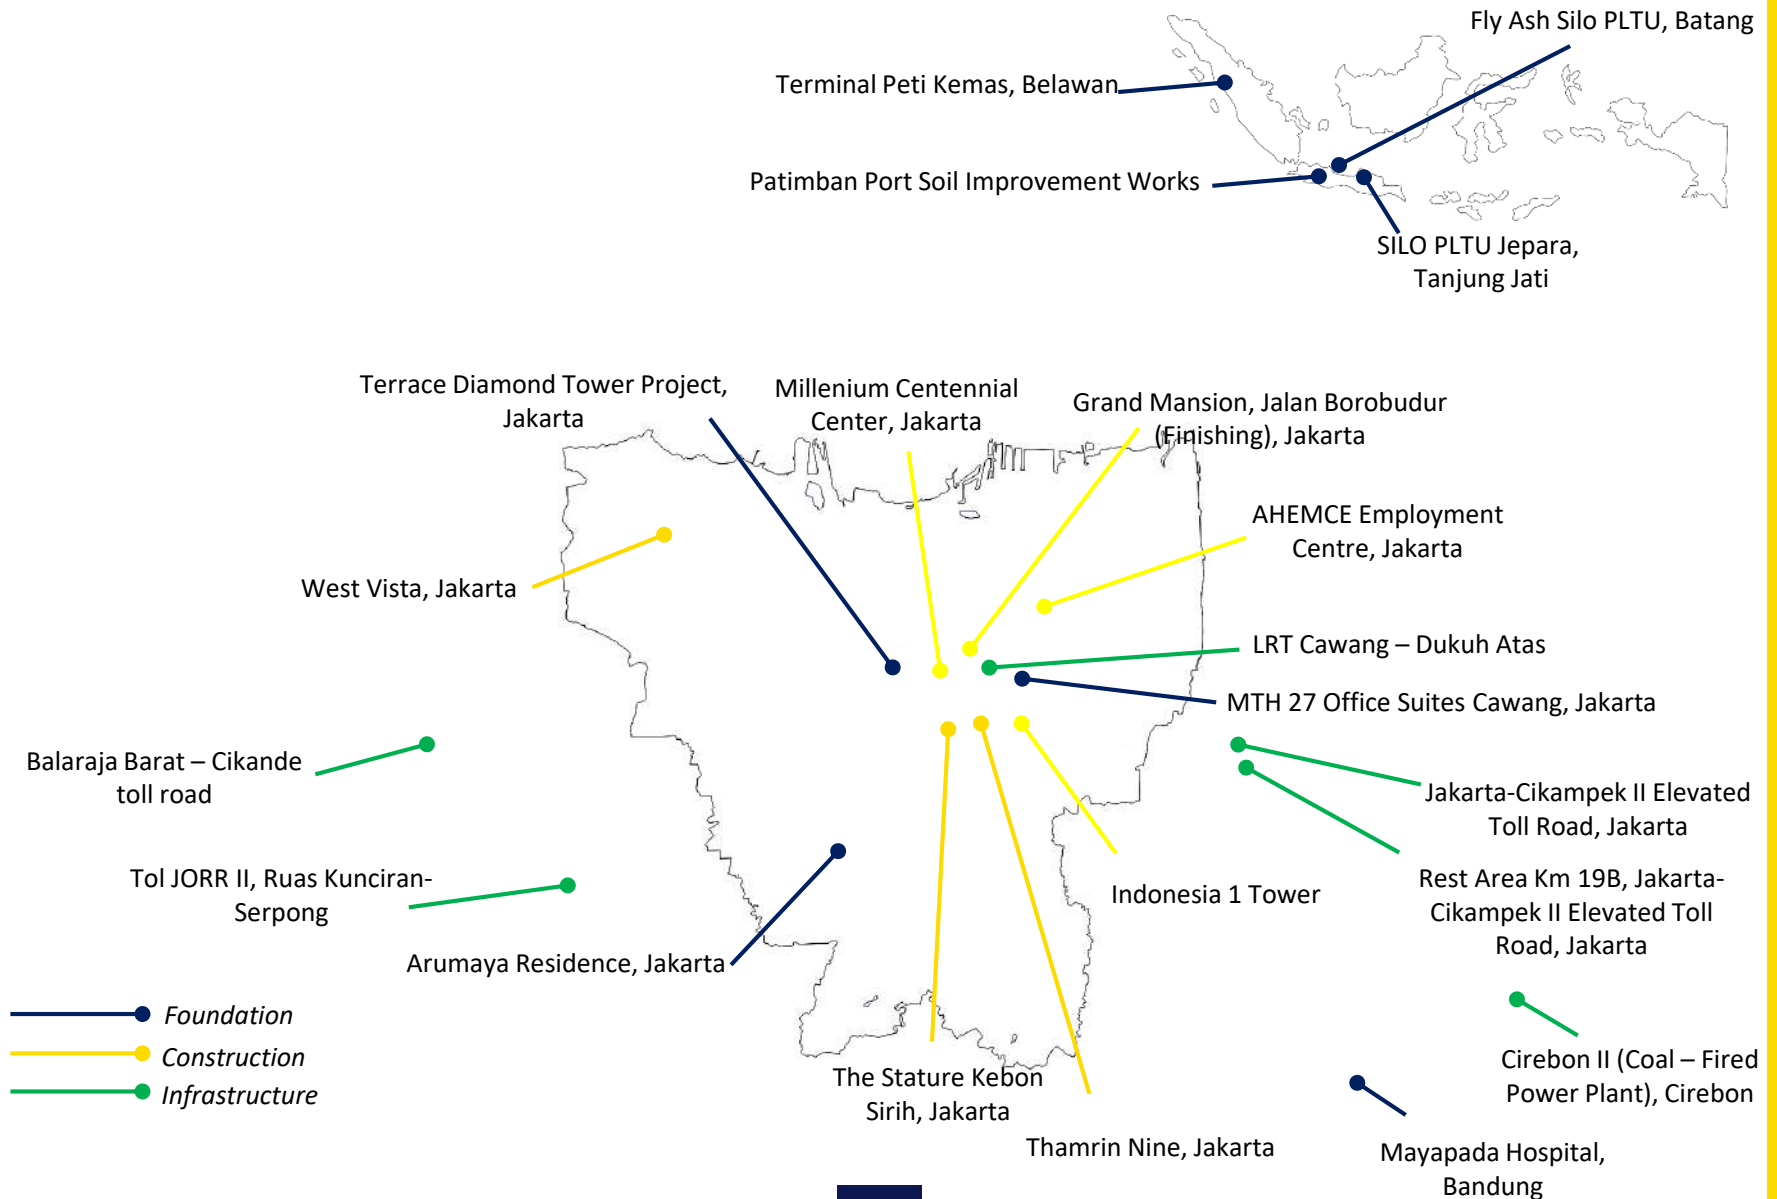 Fly Ash Silo PLTU, Batang
Terminal Peti Kemas, Belawan
Patimban Port Soil Improvement Works
SILO PLTU Jepara,
Tanjung Jati
Terrace Diamond Tower Project,
Jakarta
Millenium Centennial
Center, Jakarta
Grand Mansion, Jalan Borobudur
(Finishing), Jakarta
AHEMCE Employment
Centre, Jakarta
West Vista, Jakarta
LRT Cawang – Dukuh Atas
MTH 27 Office Suites Cawang, Jakarta
Balaraja Barat – Cikande
toll road
Jakarta-Cikampek II Elevated
Toll Road, Jakarta
Tol JORR II, Ruas Kunciran-
Serpong
Indonesia 1 Tower
Rest Area Km 19B, Jakarta-
Cikampek II Elevated Toll
Road, Jakarta
Arumaya Residence, Jakarta
Foundation
Construction
Infrastructure
The Stature Kebon
Sirih, Jakarta
Thamrin Nine, Jakarta
Cirebon II (Coal – Fired
Power Plant), Cirebon
Mayapada Hospital,
Bandung